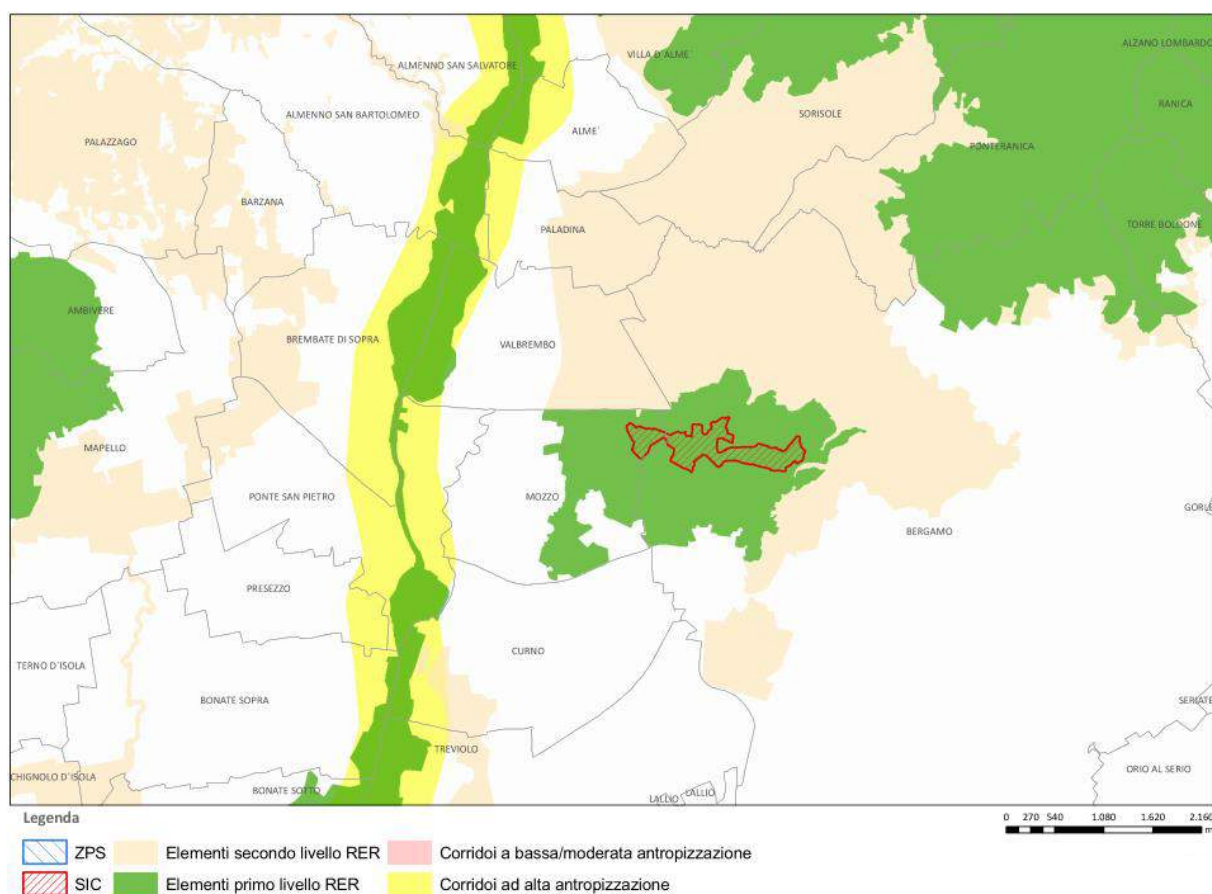 ALMENNO SAN SALVATORE
VILLA D'ALME'
ALZANO LOMBARDO
RANICA
ALMENNO SAN BARTOLOMEO
SORISOLE
ALME'
PALAZZAGO
PONTERANICA
BARZANA
PALADINA
TORRE BOLDONE
AMBIVERE
BREMBATE DI SOPRA
VALBREMBO
MAPELLO
PONTE SAN PIETRO
MOZZO
GORLE
BERGAMO
PRESEZZO
CURNO
TERNO D'ISOLA
BONATE SOPRA
SERIATE
TREVIOLO
CHIGNOLO D'ISOLA
BONATE SOTTO
LALLIO
LALLIO
ORIO AL SERIO
Legenda
0 270 540 1.080 1.620 2.160
m
ZPS Elementi secondo livello RER Corridoi a bassa/moderata antropizzazione
SIC Elementi primo livello RER Corridoi ad alta antropizzazione